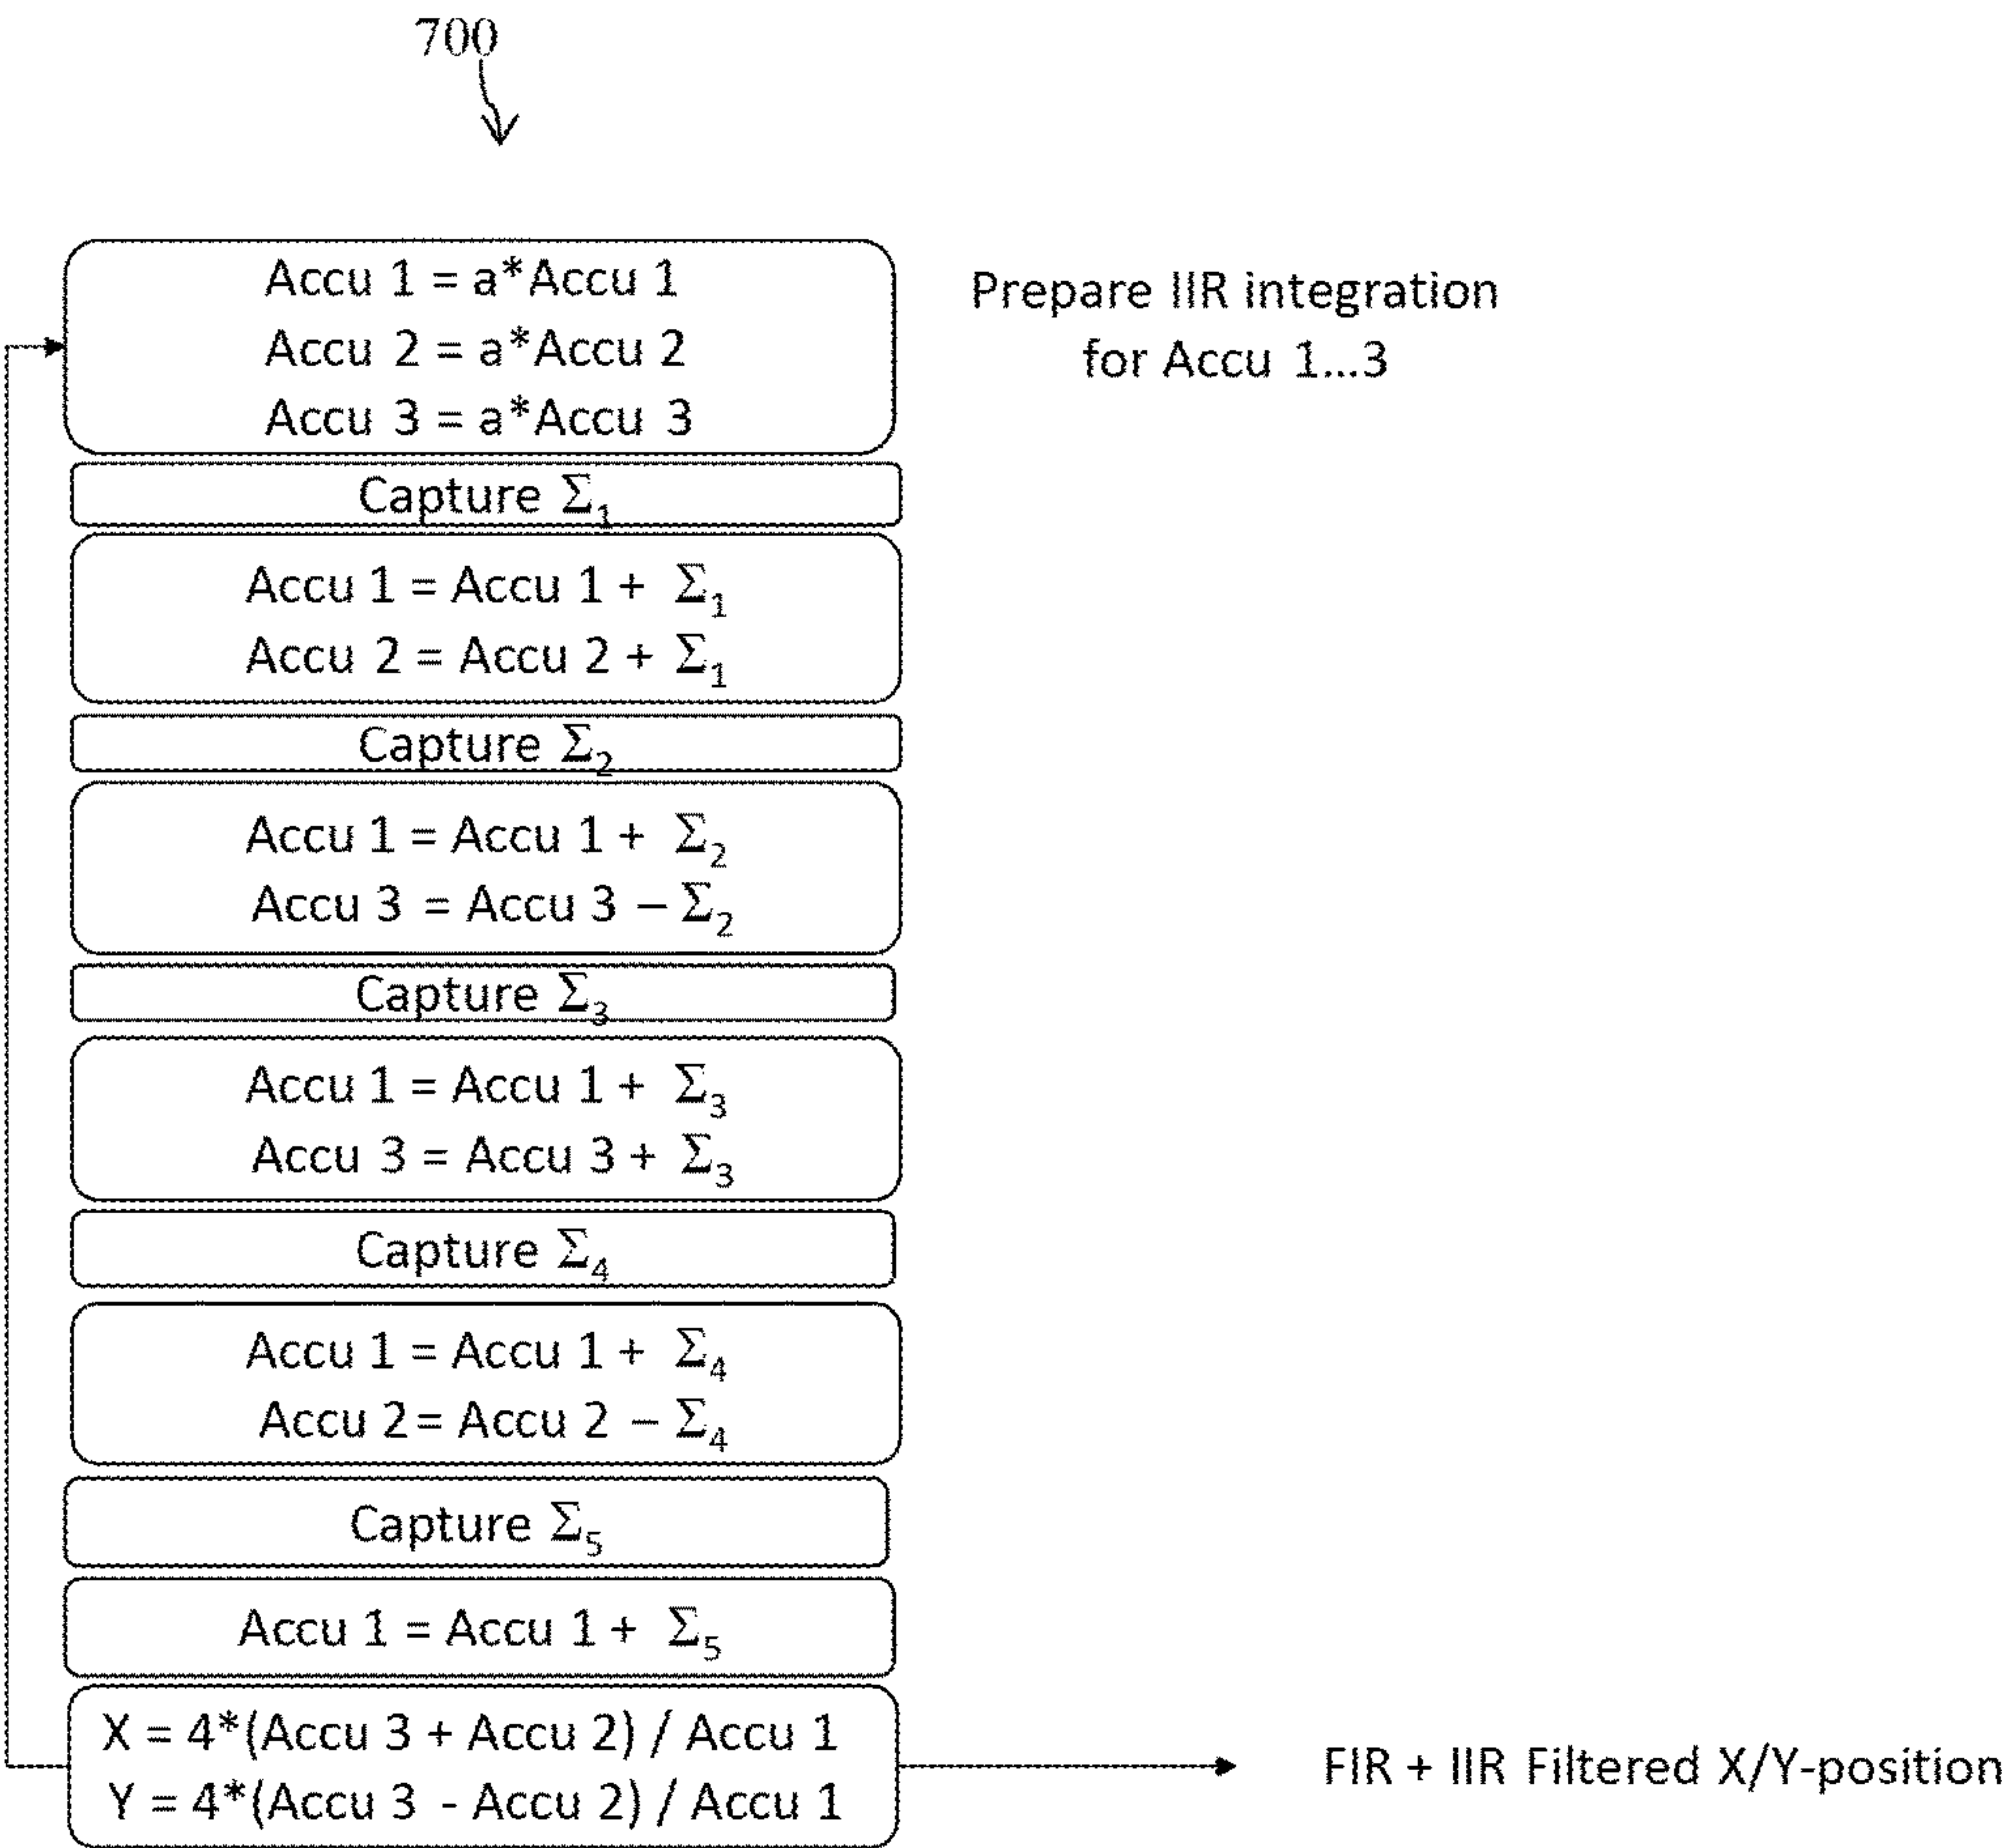 700
Accu 1 = a*Accu 1
Accu 2 = a*Accu 2
Accu 3 = a*Accu 3
Prepare IIR integration
for Accu 1...3
Capture Σ₁
Accu 1 = Accu 1 + Σ₁
Accu 2 = Accu 2 + Σ₁
Capture Σ₂
Accu 1 = Accu 1 + Σ₂
Accu 3 = Accu 3 – Σ₂
Capture Σ₃
Accu 1 = Accu 1 + Σ₃
Accu 3 = Accu 3 + Σ₃
Capture Σ₄
Accu 1 = Accu 1 + Σ₄
Accu 2 = Accu 2 – Σ₄
Capture Σ₅
Accu 1 = Accu 1 + Σ₅
X = 4*(Accu 3 + Accu 2) / Accu 1
Y = 4*(Accu 3 - Accu 2) / Accu 1
FIR + IIR Filtered X/Y-position